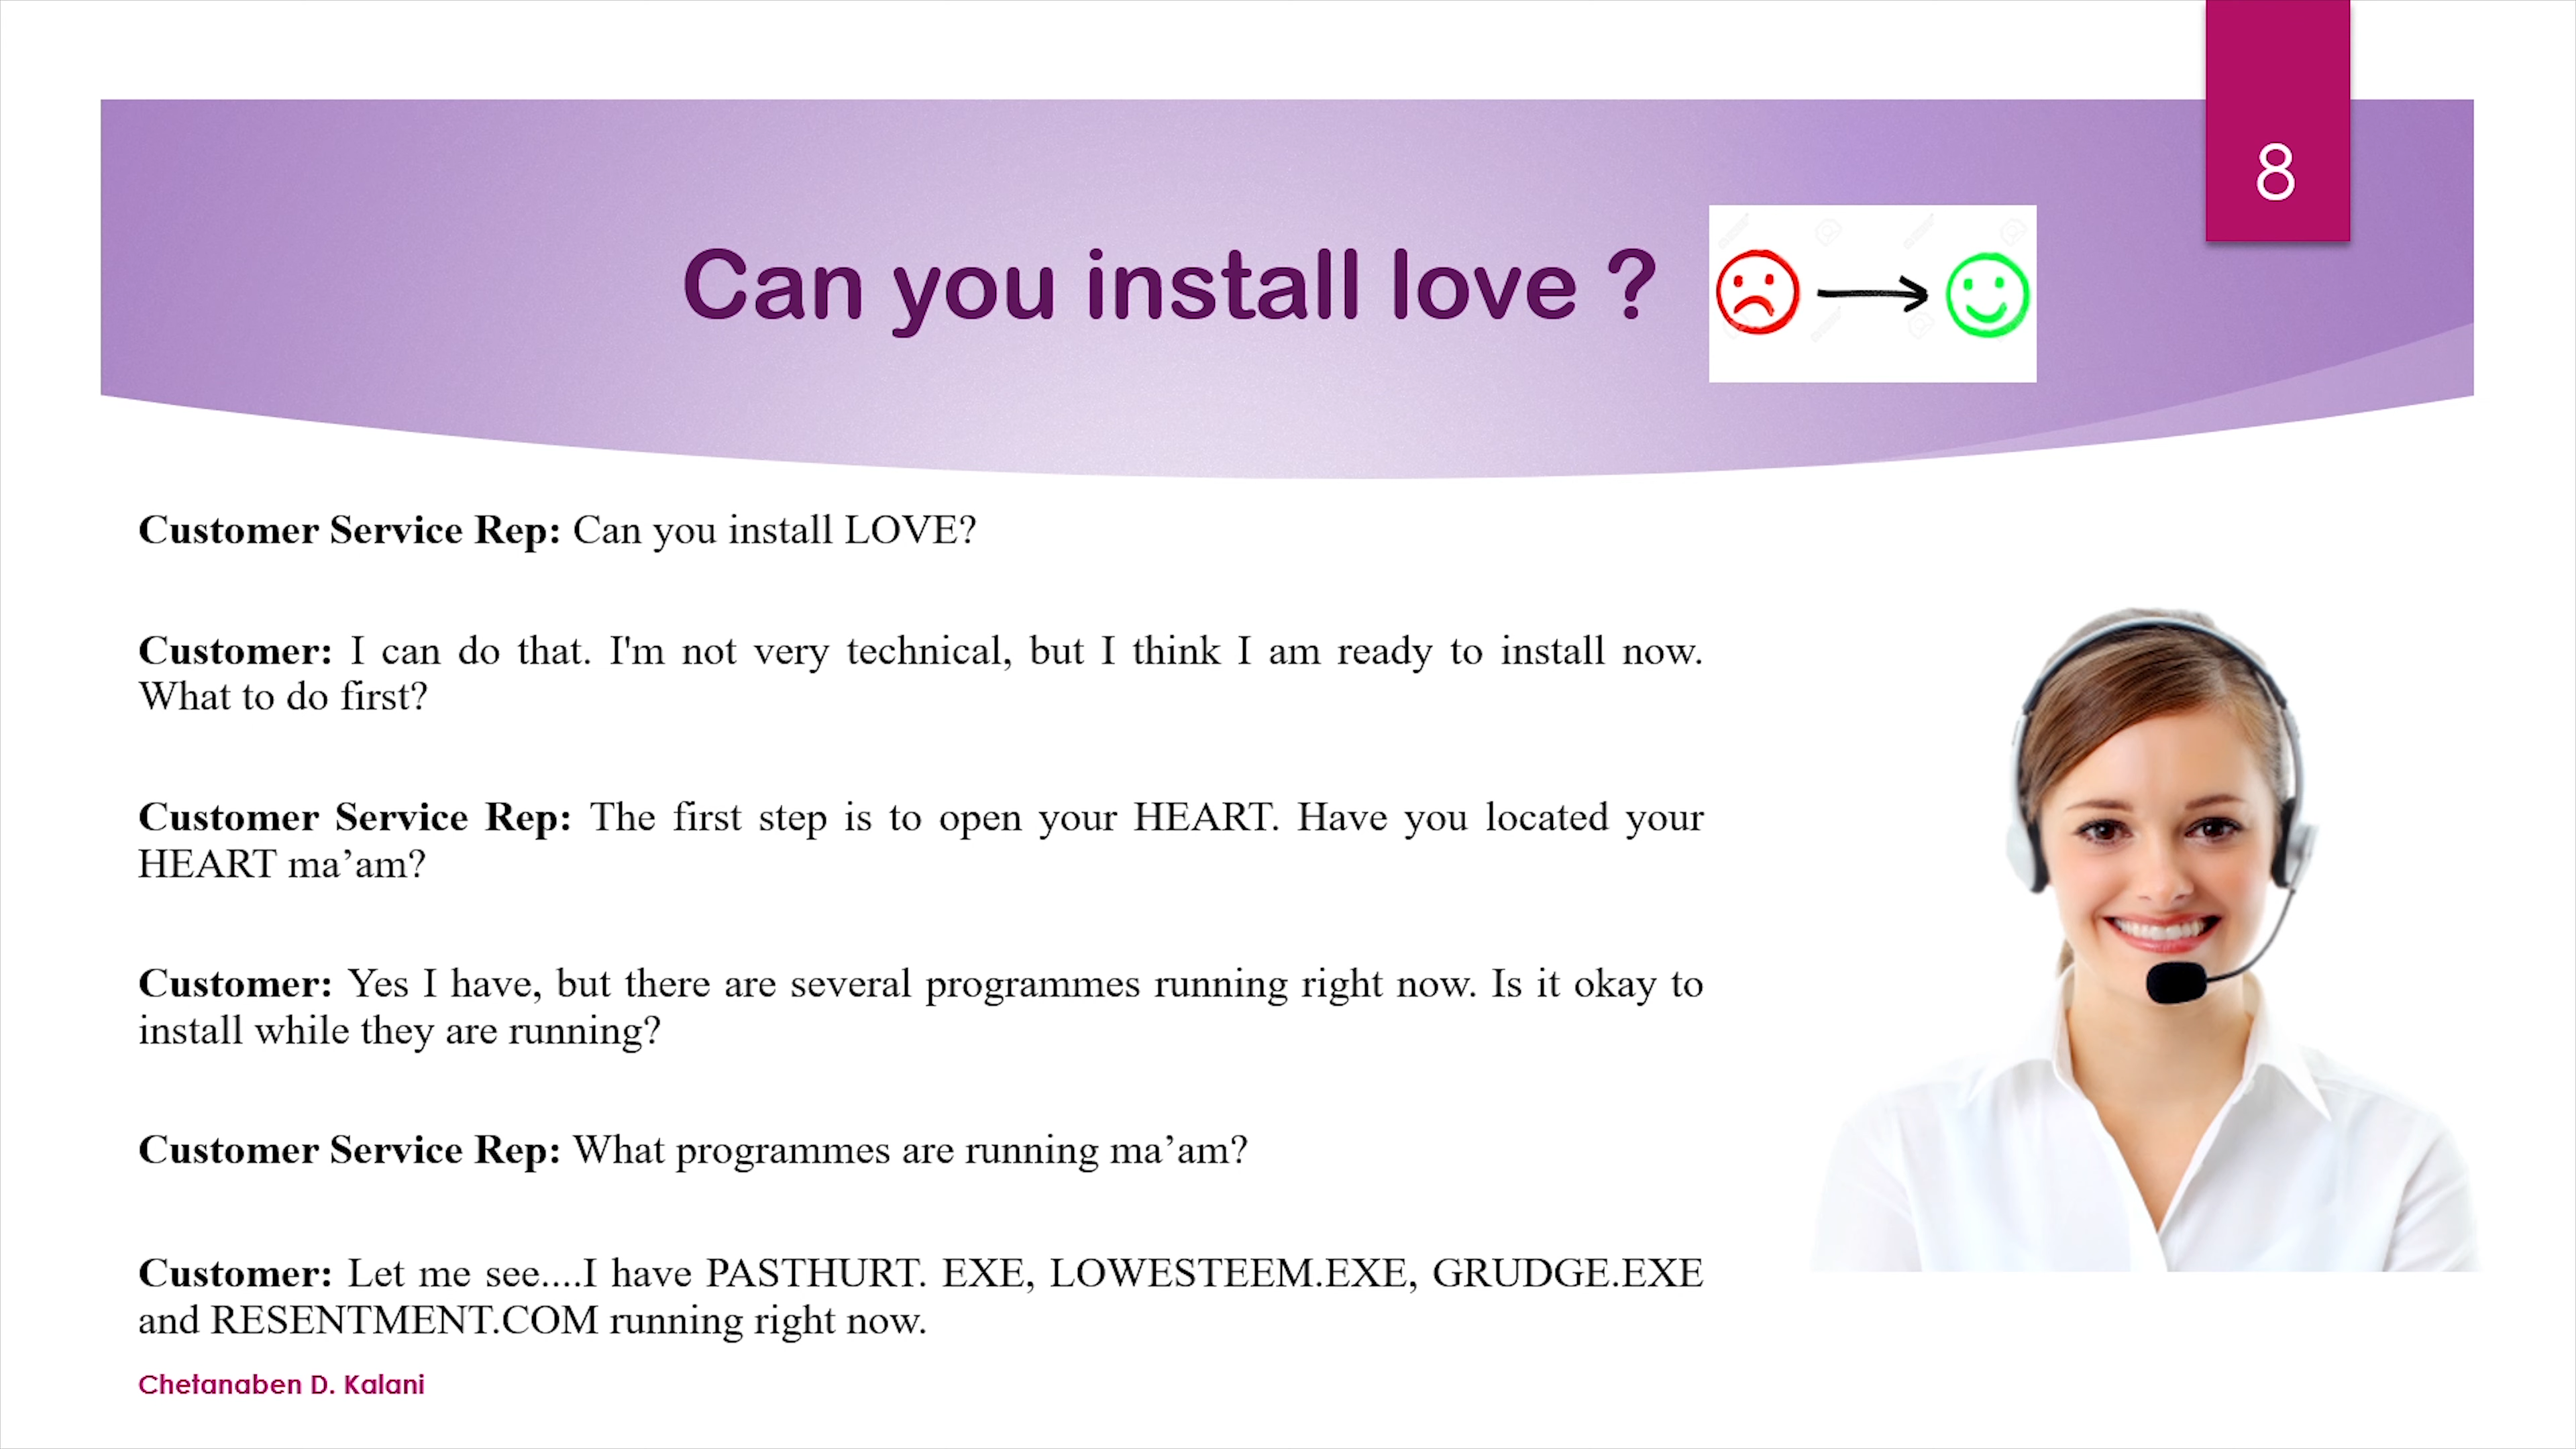 8
Can you install love ?
Customer Service Rep: Can you install LOVE?
Customer: I can do that. I'm not very technical, but I think I am ready to install now.
What to do first?
Customer Service Rep: The first step is to open your HEART. Have you located your
HEART ma’am?
Customer: Yes I have, but there are several programmes running right now. Is it okay to
install while they are running?
Customer Service Rep: What programmes are running ma’am?
Customer: Let me see....I have PASTHURT. EXE, LOWESTEEM.EXE, GRUDGE.EXE
and RESENTMENT.COM running right now.
Chetanaben D. Kalani